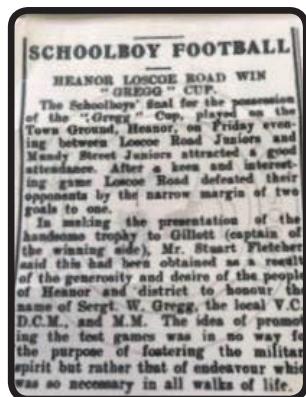 SCHOOLBOY FOOTBALL
HEANOR LOSCOE ROAD WIN
"GREGG" CUP.
The Schoolboys' final for the possession
of the "Gregg" Cup, played on the
Town Ground, Heanor, on Friday even-
ing between Loscoe Road Juniors and
Mundy Street Juniors attracted a good
attendance. After a keen and interest-
ing game Loscoe Road defeated their
opponents by the narrow margin of two
goals to one.
In making the presentation of the
handsome trophy to Gillott (captain of
the winning side), Mr. Stuart Fletcher
said this had been obtained as a result
of the generosity and desire of the people
of Heanor and district to honour the
name of Sergt. W. Gregg, the local V.C.
D.C.M., and M.M. The idea of promo
ing the test games was in no way fo
the purpose of fostering the militar
spirit but rather that of endeavour whic
was so necessary in all walks of life.